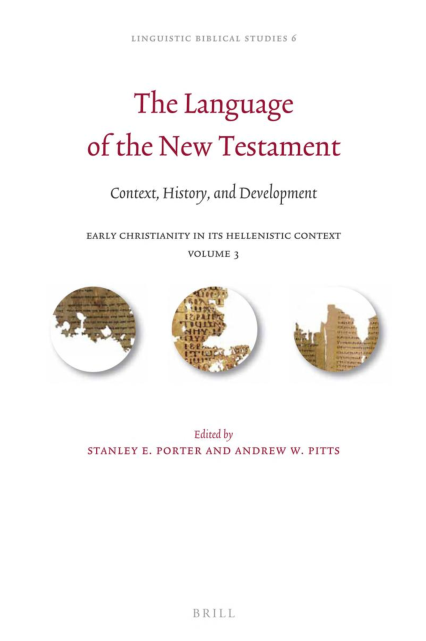 LINGUISTIC BIBLICAL STUDIES 6
The Language
of the New Testament
Context, History, and Development
EARLY CHRISTIANITY IN ITS HELLENISTIC CONTEXT
VOLUME 3
Edited by
STANLEY E. PORTER AND ANDREW W. PITTS
BRILL